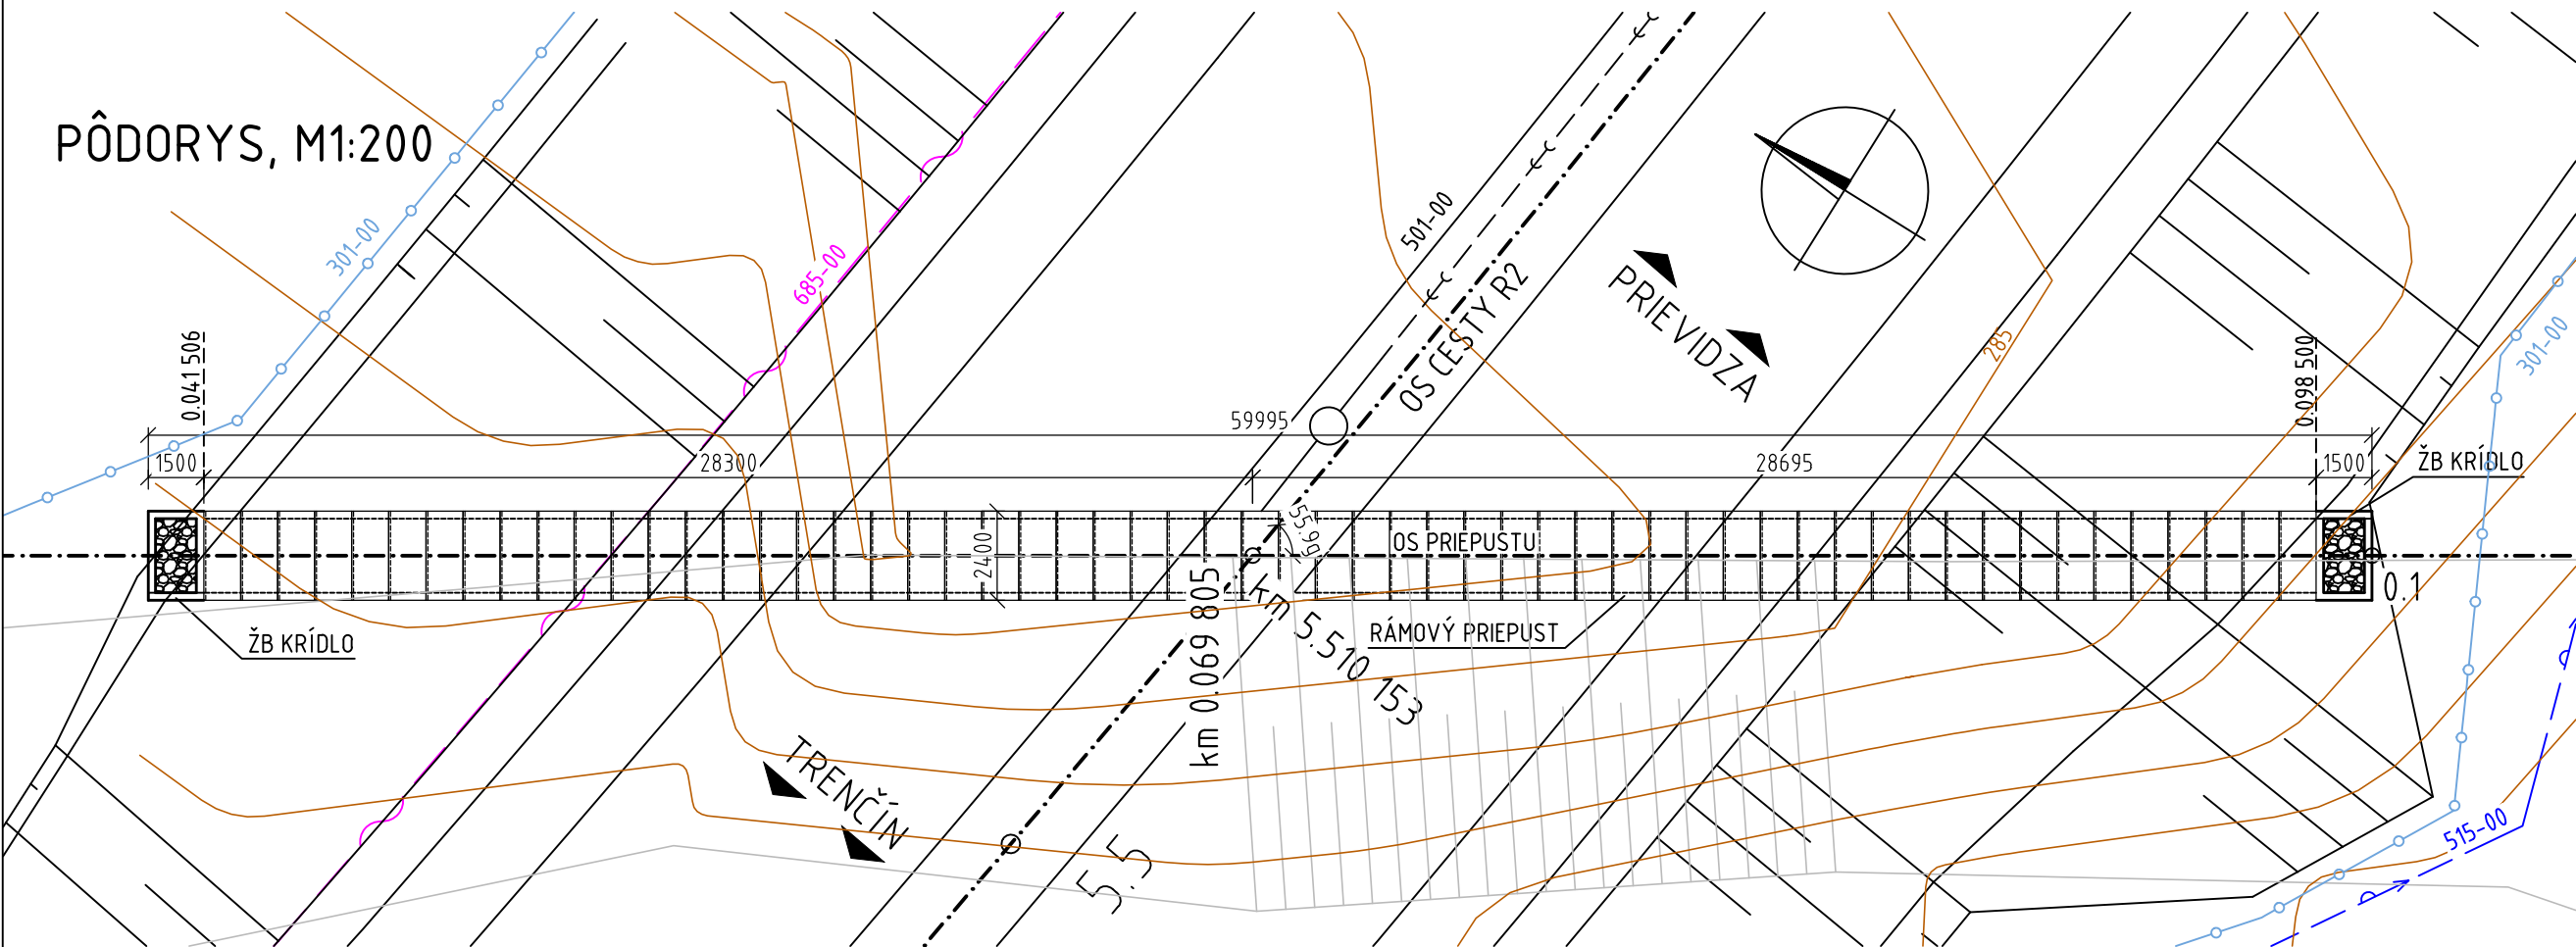 PÔDORYS, M1:200
301-00
685-00
501-00
OS CESTY R2
PRIEVIDZA
285
301-00
0.041 506
0.098 500
59995
1500
28300
28695
1500
ŽB KRÍDLO
2400
55.9g
OS PRIEPUSTU
0.1
ŽB KRÍDLO
RÁMOVÝ PRIEPUST
km 0.069 805
km 5.510 153
TRENČÍN
5.5
515-00